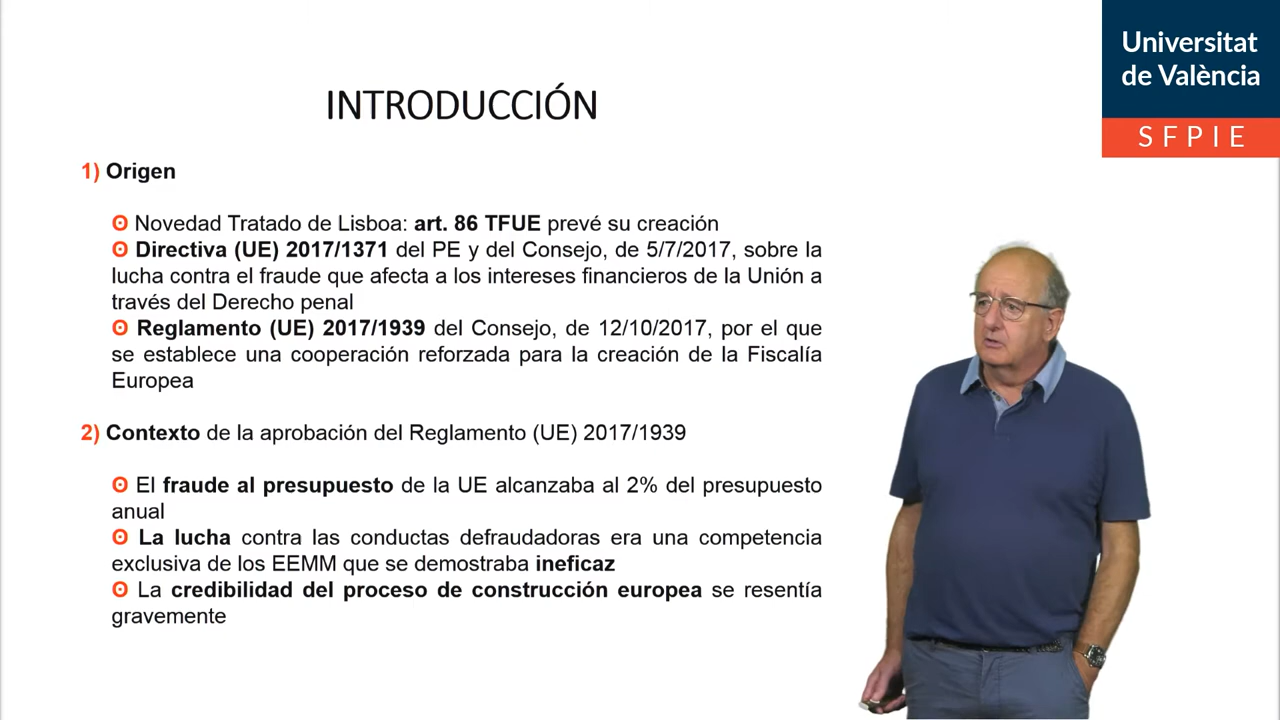 Universitat
de València
SFPIE
INTRODUCCIÓN
1) Origen
ʘ Novedad Tratado de Lisboa: art. 86 TFUE prevé su creación
ʘ Directiva (UE) 2017/1371 del PE y del Consejo, de 5/7/2017, sobre la
lucha contra el fraude que afecta a los intereses financieros de la Unión a
través del Derecho penal
ʘ Reglamento (UE) 2017/1939 del Consejo, de 12/10/2017, por el que
se establece una cooperación reforzada para la creación de la Fiscalía
Europea
2) Contexto de la aprobación del Reglamento (UE) 2017/1939
ʘ El fraude al presupuesto de la UE alcanzaba al 2% del presupuesto
anual
ʘ La lucha contra las conductas defraudadoras era una competencia
exclusiva de los EEMM que se demostraba ineficaz
ʘ La credibilidad del proceso de construcción europea se resentía
gravemente